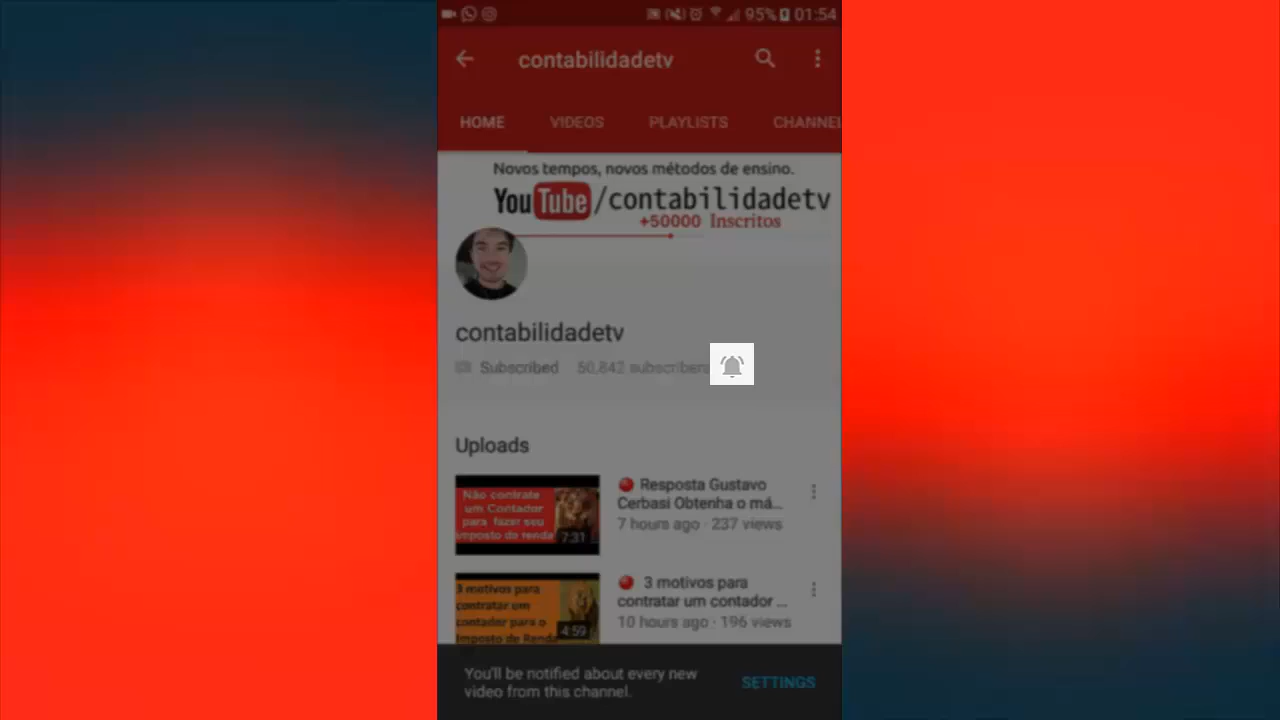 95% 01:54
contabilidadetv
HOME VIDEOS PLAYLISTS CHANNEL
Novos tempos, novos métodos de ensino.
YouTube/contabilidadetv
+50000 Inscritos
contabilidadetv
Subscribed 50,842 subscribers
Uploads
Não contrate
um Contador
para fazer seu
imposto do renda
7:31
Resposta Gustavo
Cerbasi Obtenha o má...
7 hours ago · 237 views
3 motivos para
contratar um
contador para o
Imposto de Renda
4:59
3 motivos para
contratar um contador ...
10 hours ago · 196 views
You'll be notified about every new
video from this channel.
SETTINGS